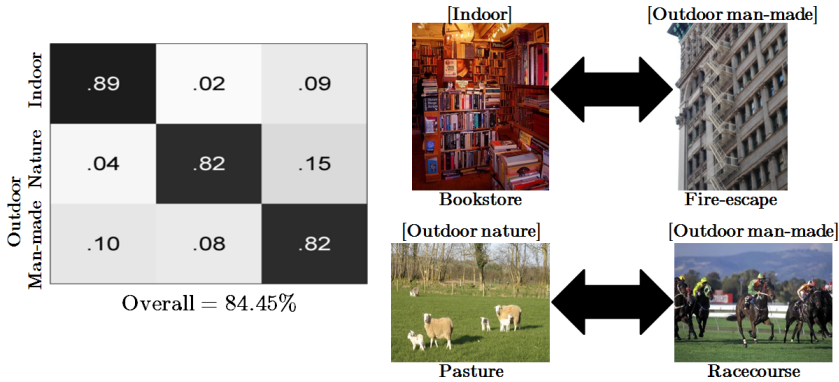 Indoor
.89 .02 .09
Outdoor
Nature
.04 .82 .15
Man-made
.10 .08 .82
Overall = 84.45%
[Indoor]
[Outdoor man-made]
Bookstore
Fire-escape
[Outdoor nature]
[Outdoor man-made]
Pasture
Racecourse